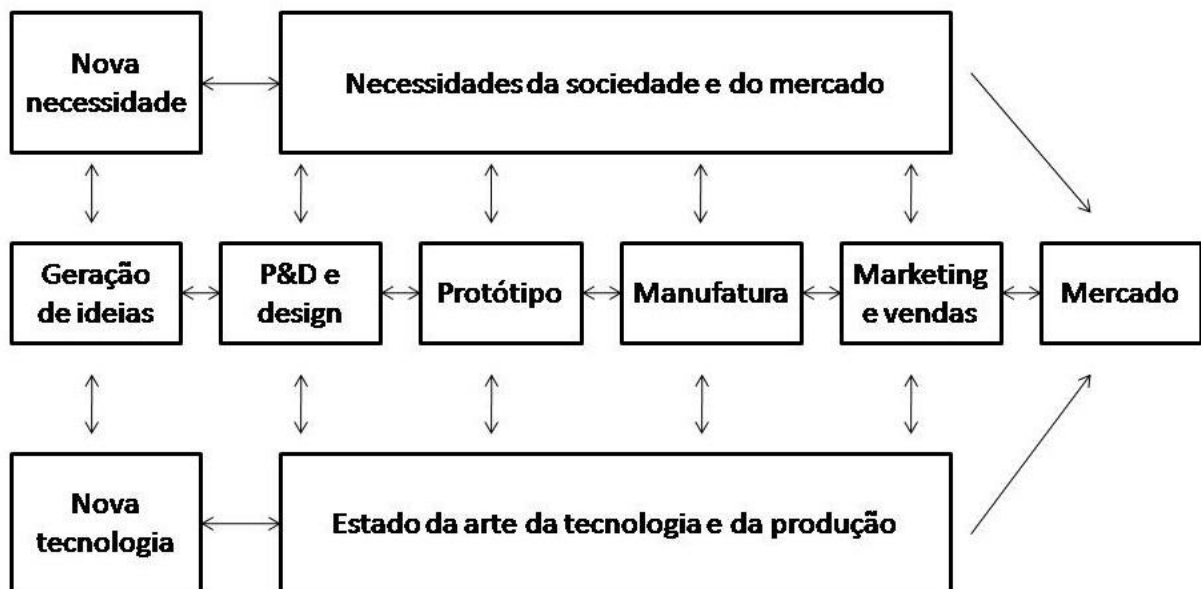 Nova
necessidade
Necessidades da sociedade e do mercado
Geração
de ideias
P&D e
design
Protótipo
Manufatura
Marketing
e vendas
Mercado
Nova
tecnologia
Estado da arte da tecnologia e da produção